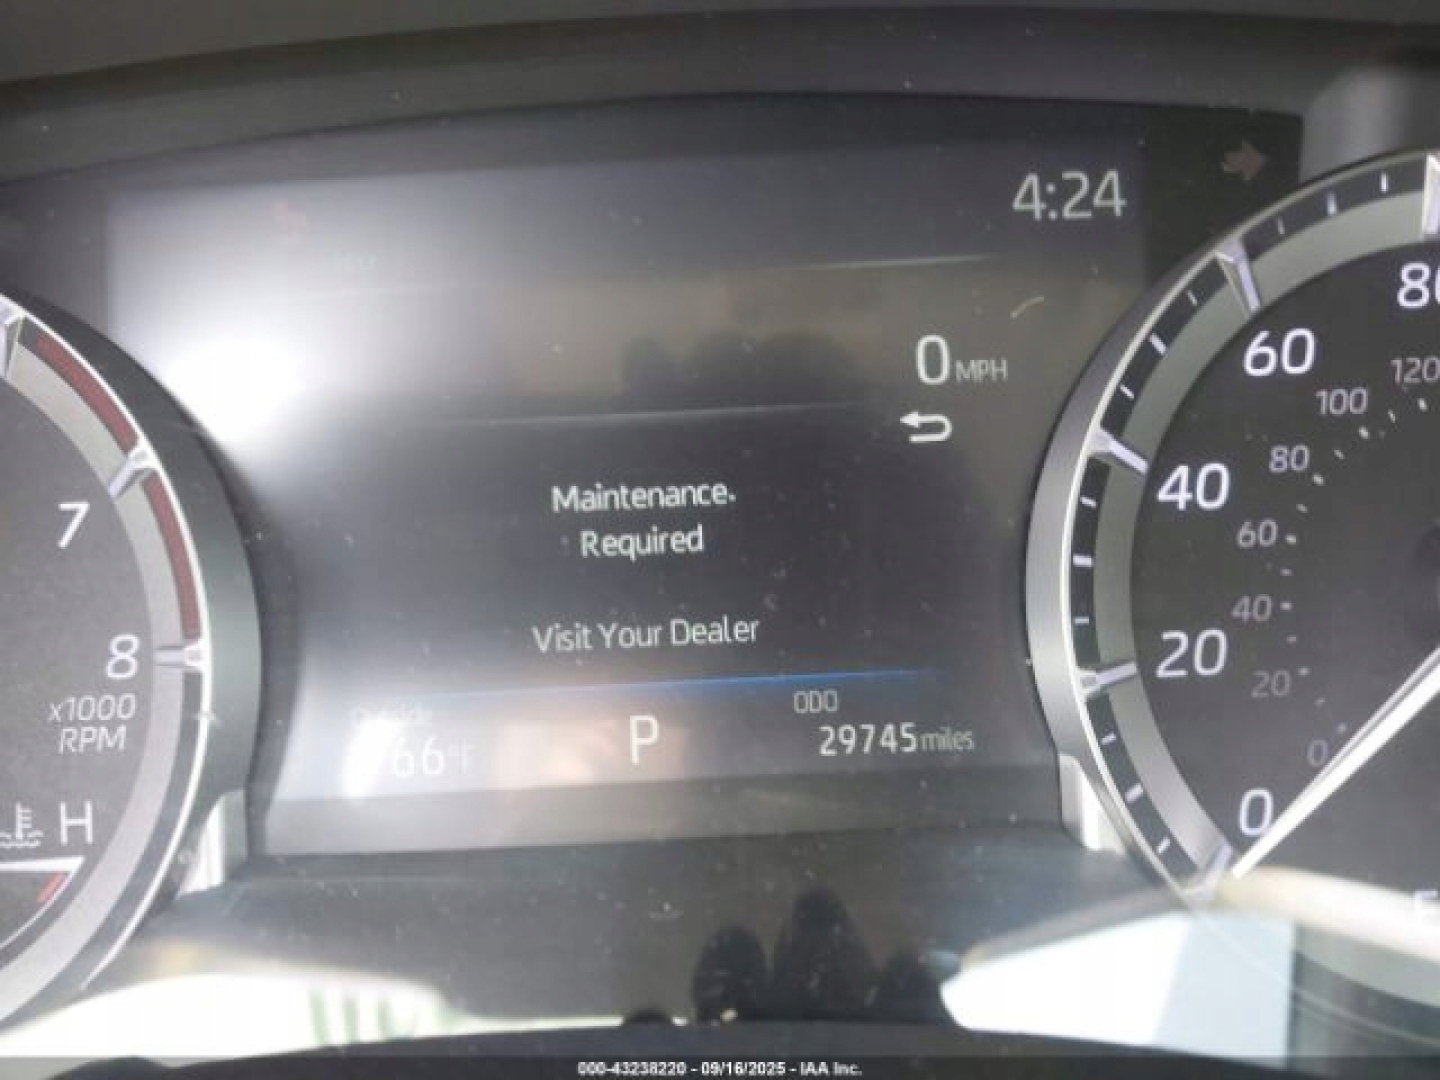 4:24
0 MPH
Maintenance
Required
Visit Your Dealer
Outside
66°F
P
ODO
29745 miles
7
8
x1000
RPM
H
80
60
40
20
0
120
100
80
60
40
20
0
E
000-43238220 - 09/16/2025 - IAA Inc.